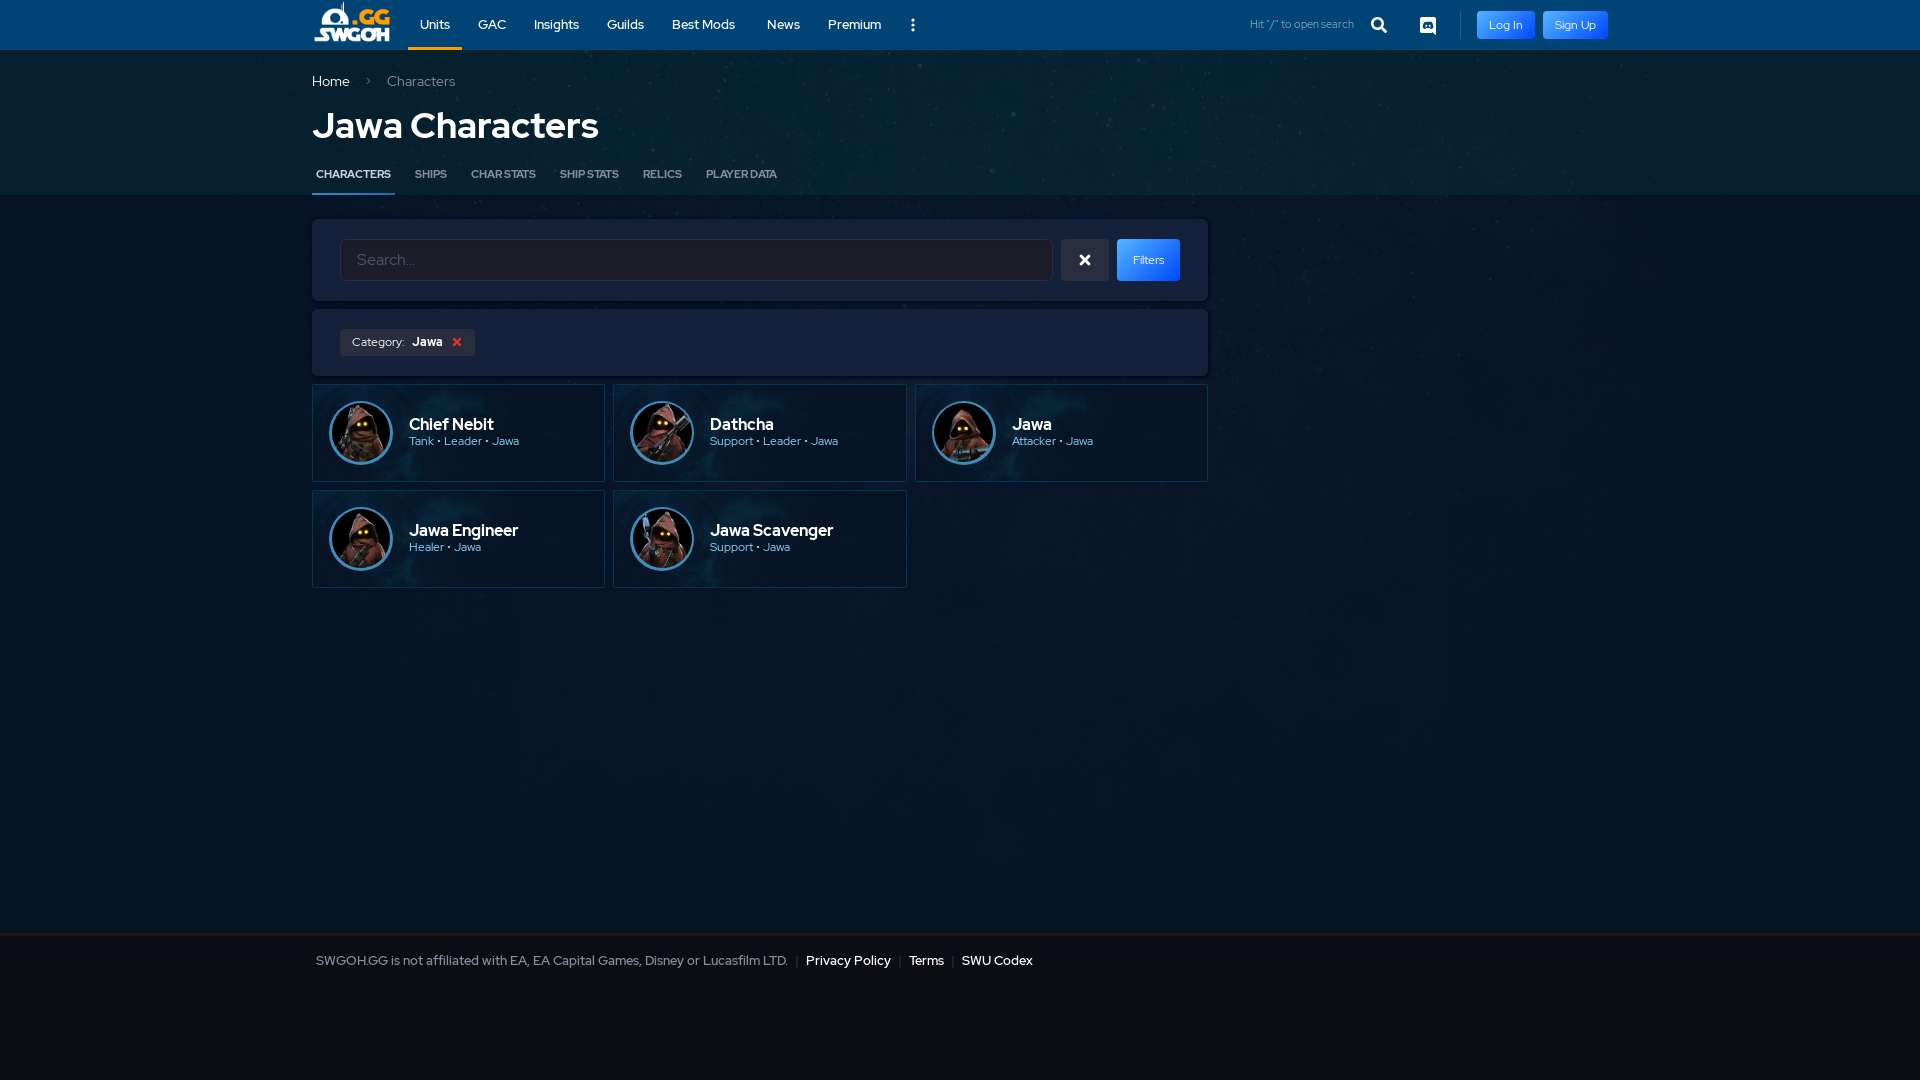 .GG
SWGOH
Units GAC Insights Guilds Best Mods News Premium Hit "/" to open search Log In Sign Up
Home Characters
Jawa Characters
CHARACTERS SHIPS CHAR STATS SHIP STATS RELICS PLAYER DATA
Search... Filters
Category: Jawa
Chief Nebit
Tank • Leader • Jawa
Dathcha
Support • Leader • Jawa
Jawa
Attacker • Jawa
Jawa Engineer
Healer • Jawa
Jawa Scavenger
Support • Jawa
SWGOH.GG is not affiliated with EA, EA Capital Games, Disney or Lucasfilm LTD. | Privacy Policy | Terms | SWU Codex